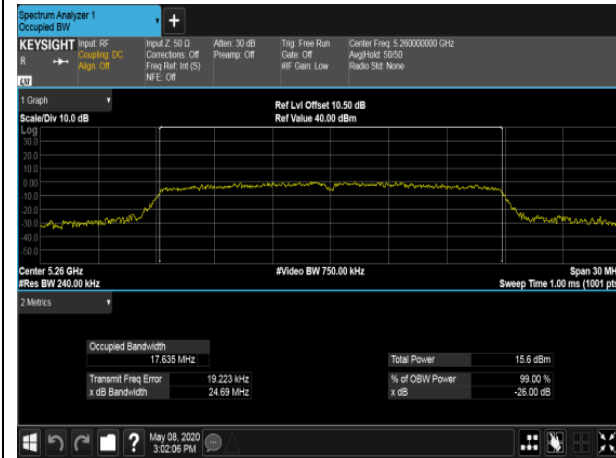 Spectrum Analyzer 1
Occupied BW
+
KEYSIGHT
R
LXI
Input: RF
Coupling: DC
Align: Off
Input Z: 50 Ω
Corrections: Off
Freq Ref: Int (S)
NFE: Off
Atten: 30 dB
Preamp: Off
Trig: Free Run
Gate: Off
#IF Gain: Low
Center Freq: 5.260000000 GHz
Avg|Hold: 50/50
Radio Std: None
1 Graph
Scale/Div 10.0 dB
Ref Lvl Offset 10.50 dB
Ref Value 40.00 dBm
Log
30.0
20.0
10.0
0.00
-10.0
-20.0
-30.0
-40.0
-50.0
Center 5.26 GHz
#Res BW 240.00 kHz
#Video BW 750.00 kHz
Span 30 MH
Sweep Time 1.00 ms (1001 pts
2 Metrics
Occupied Bandwidth
17.635 MHz
Transmit Freq Error 19.223 kHz
x dB Bandwidth 24.69 MHz
Total Power 15.6 dBm
% of OBW Power 99.00 %
x dB -26.00 dB
?
May 08, 2020
3:02:06 PM